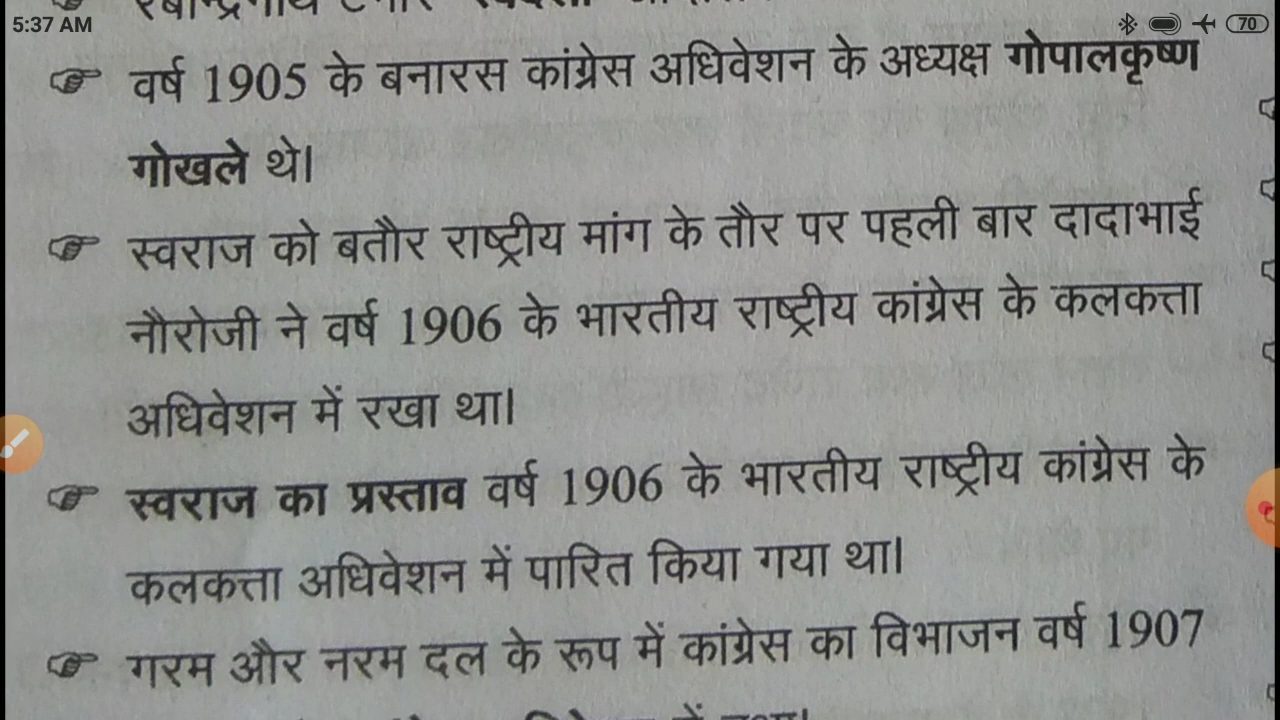 5:37 AM
70
वर्ष 1905 के बनारस कांग्रेस अधिवेशन के अध्यक्ष गोपालकृष्ण
गोखले थे।
स्वराज को बतौर राष्ट्रीय मांग के तौर पर पहली बार दादाभाई
नौरोजी ने वर्ष 1906 के भारतीय राष्ट्रीय कांग्रेस के कलकत्ता
अधिवेशन में रखा था।
स्वराज का प्रस्ताव वर्ष 1906 के भारतीय राष्ट्रीय कांग्रेस के
कलकत्ता अधिवेशन में पारित किया गया था।
गरम और नरम दल के रूप में कांग्रेस का विभाजन वर्ष 1907